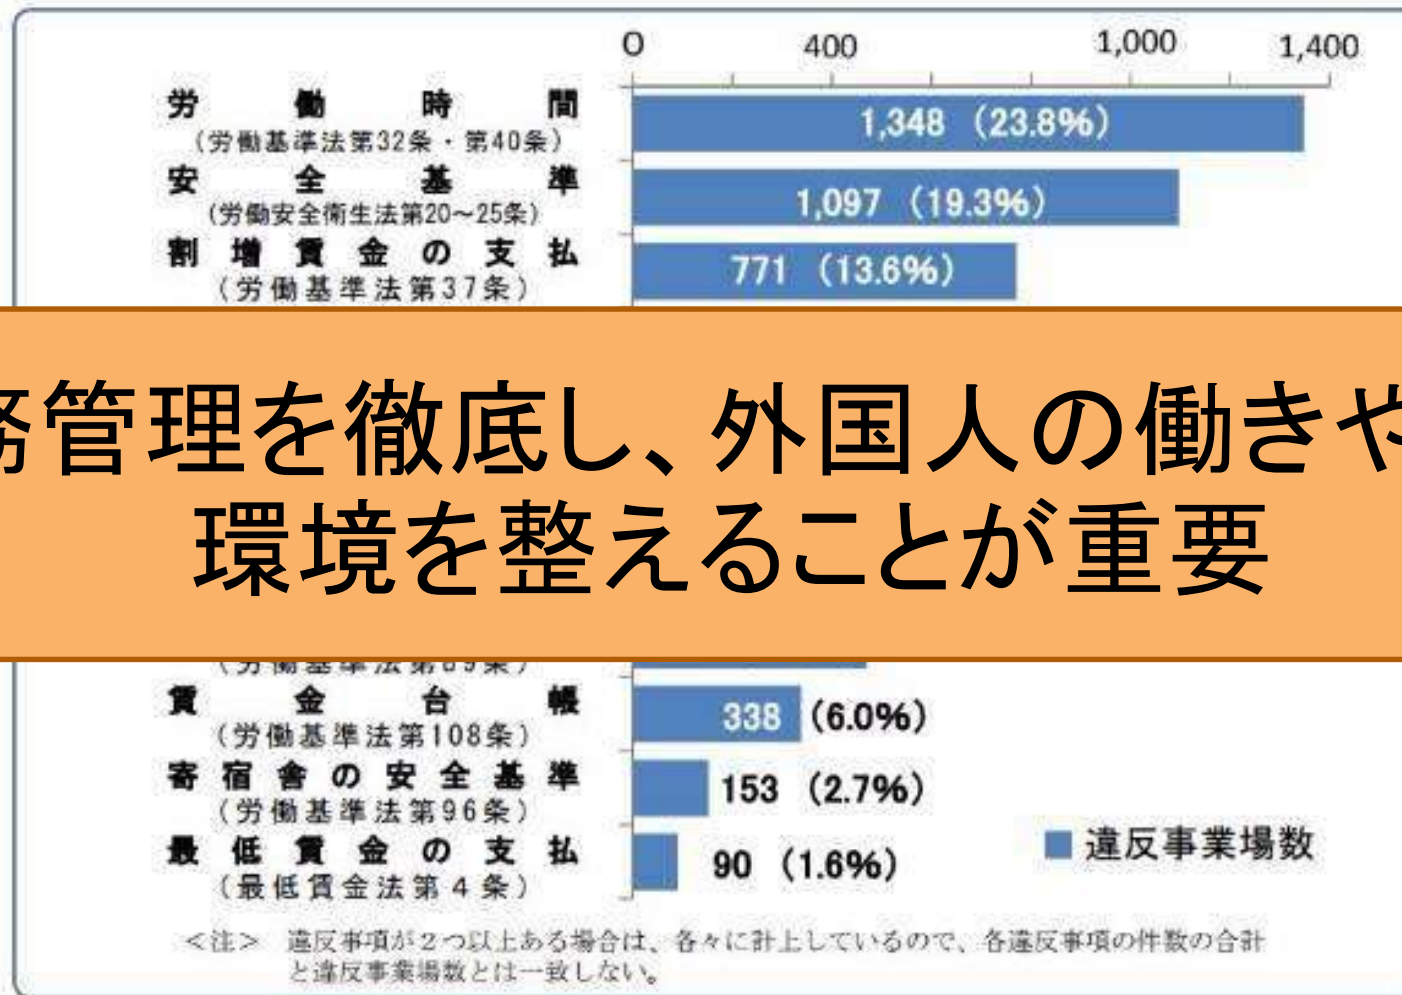 0 400 1,000 1,400
労働時間 1,348 (23.8%)
(労働基準法第32条・第40条)
安全基準 1,097 (19.3%)
(労働安全衛生法第20～25条)
割増賃金の支払 771 (13.6%)
(労働基準法第37条)
務管理を徹底し、外国人の働きや
環境を整えることが重要
(労働基準法第89条)
賃金台帳 338 (6.0%)
(労働基準法第108条)
寄宿舎の安全基準 153 (2.7%)
(労働基準法第96条)
最低賃金の支払 90 (1.6%)
(最低賃金法第4条)
違反事業場数
＜注＞ 違反事項が２つ以上ある場合は、各々に計上しているので、各違反事項の件数の合計
と違反事業場数とは一致しない。